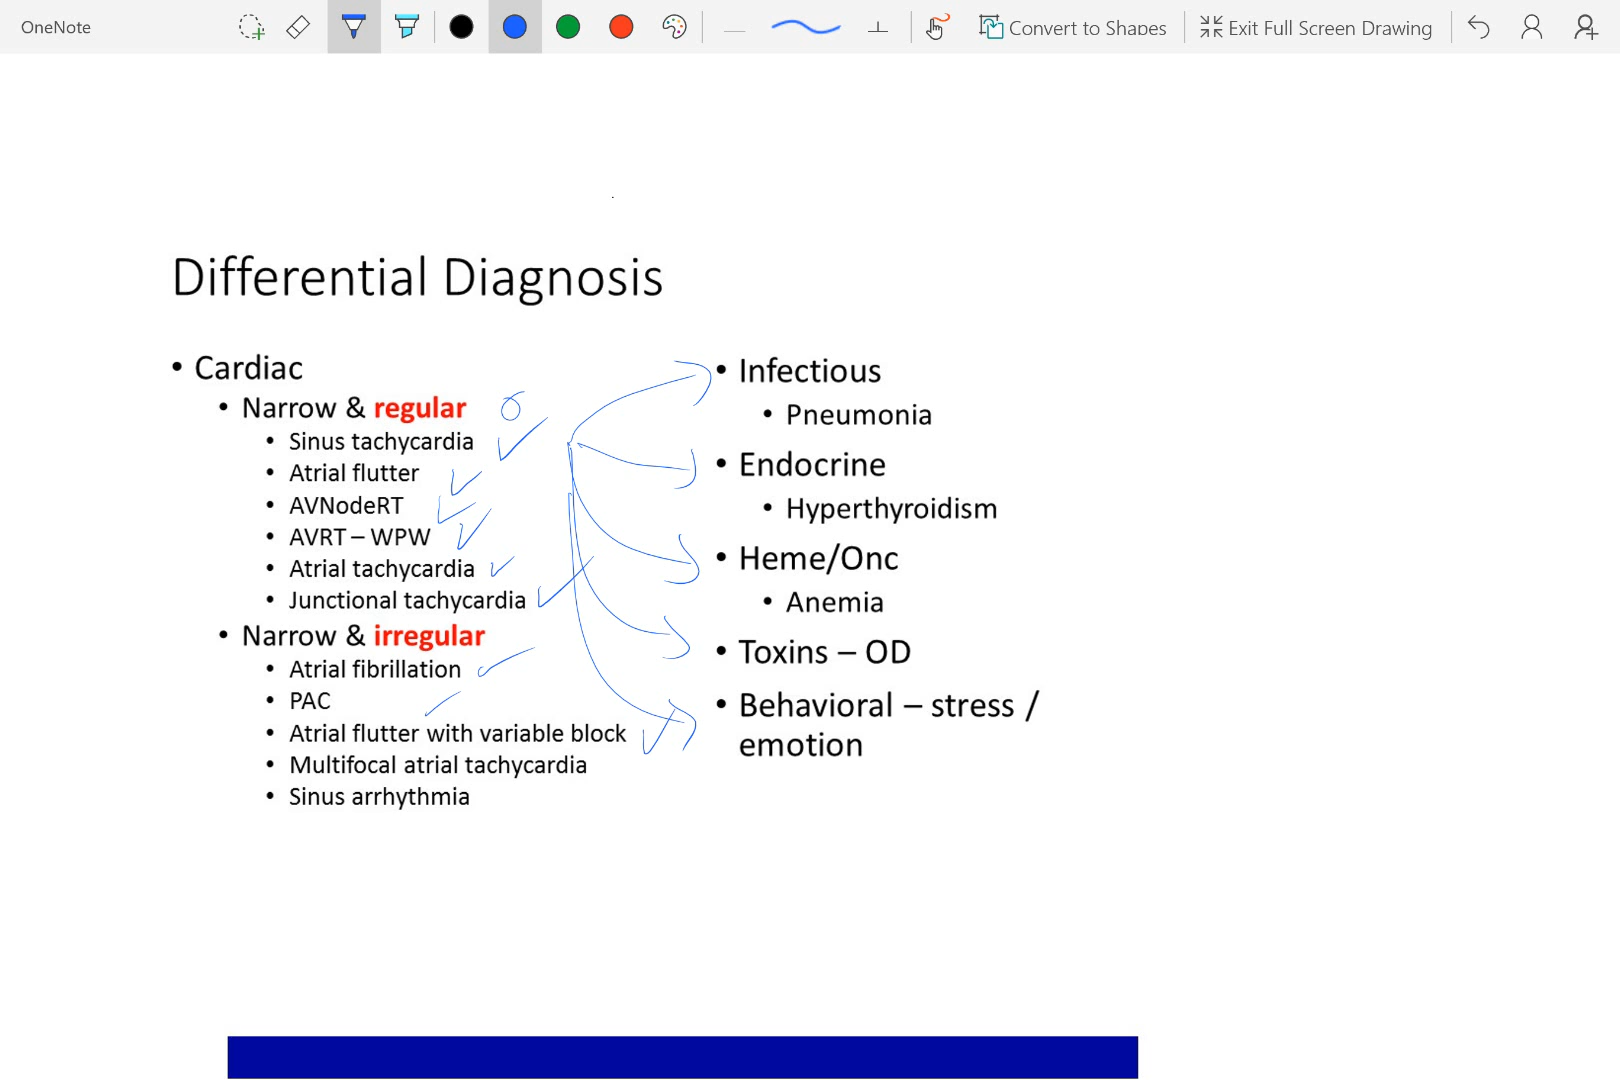 OneNote
Convert to Shapes
Exit Full Screen Drawing
Differential Diagnosis
• Cardiac
• Narrow & regular
• Sinus tachycardia
• Atrial flutter
• AVNodeRT
• AVRT – WPW
• Atrial tachycardia
• Junctional tachycardia
• Narrow & irregular
• Atrial fibrillation
• PAC
• Atrial flutter with variable block
• Multifocal atrial tachycardia
• Sinus arrhythmia
• Infectious
• Pneumonia
• Endocrine
• Hyperthyroidism
• Heme/Onc
• Anemia
• Toxins – OD
• Behavioral – stress /
emotion